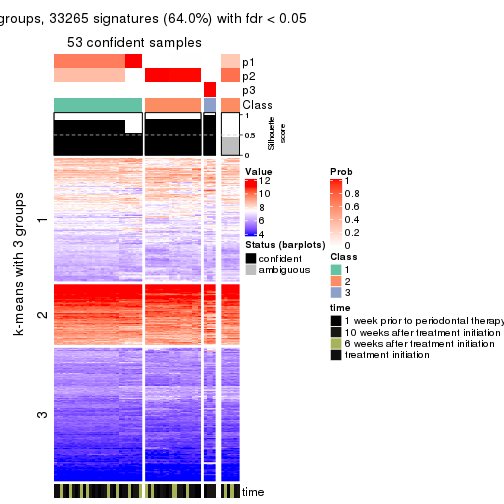 groups, 33265 signatures (64.0%) with fdr < 0.05
53 confident samples
p1
p2
p3
Class
1
0.5
0
Silhouette
score
k-means with 3 groups
1
2
3
time
Value
12
10
8
6
4
Status (barplots)
confident
ambiguous
Prob
1
0.8
0.6
0.4
0.2
0
Class
1
2
3
time
1 week prior to periodontal therapy
10 weeks after treatment initiation
6 weeks after treatment initiation
treatment initiation